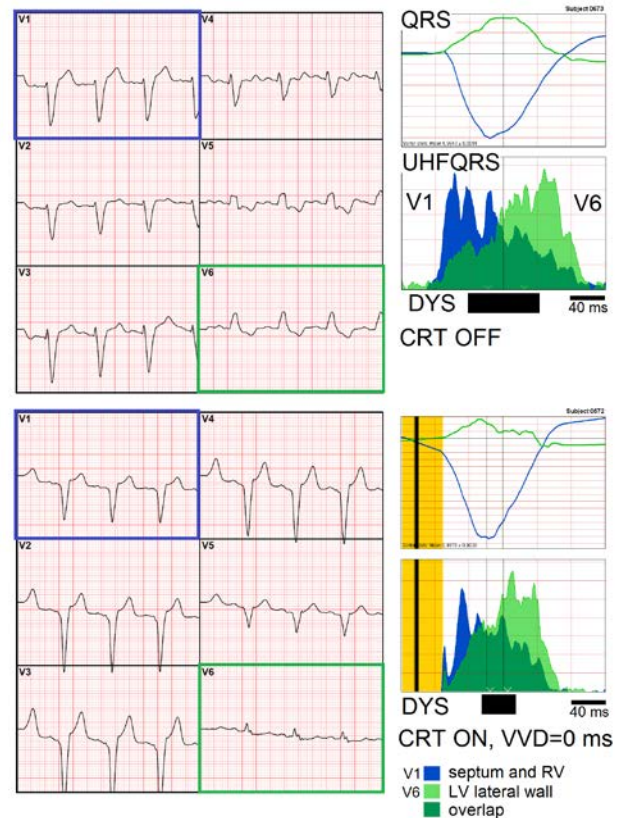 V1
V4
V2
V5
V3
V6
Subject 0673
QRS
UHFQRS
V1
V6
DYS
40 ms
CRT OFF
V1
V4
V2
V5
V3
V6
Subject 0672
DYS
40 ms
CRT ON, VVD=0 ms
V1 septum and RV
V6 LV lateral wall
overlap